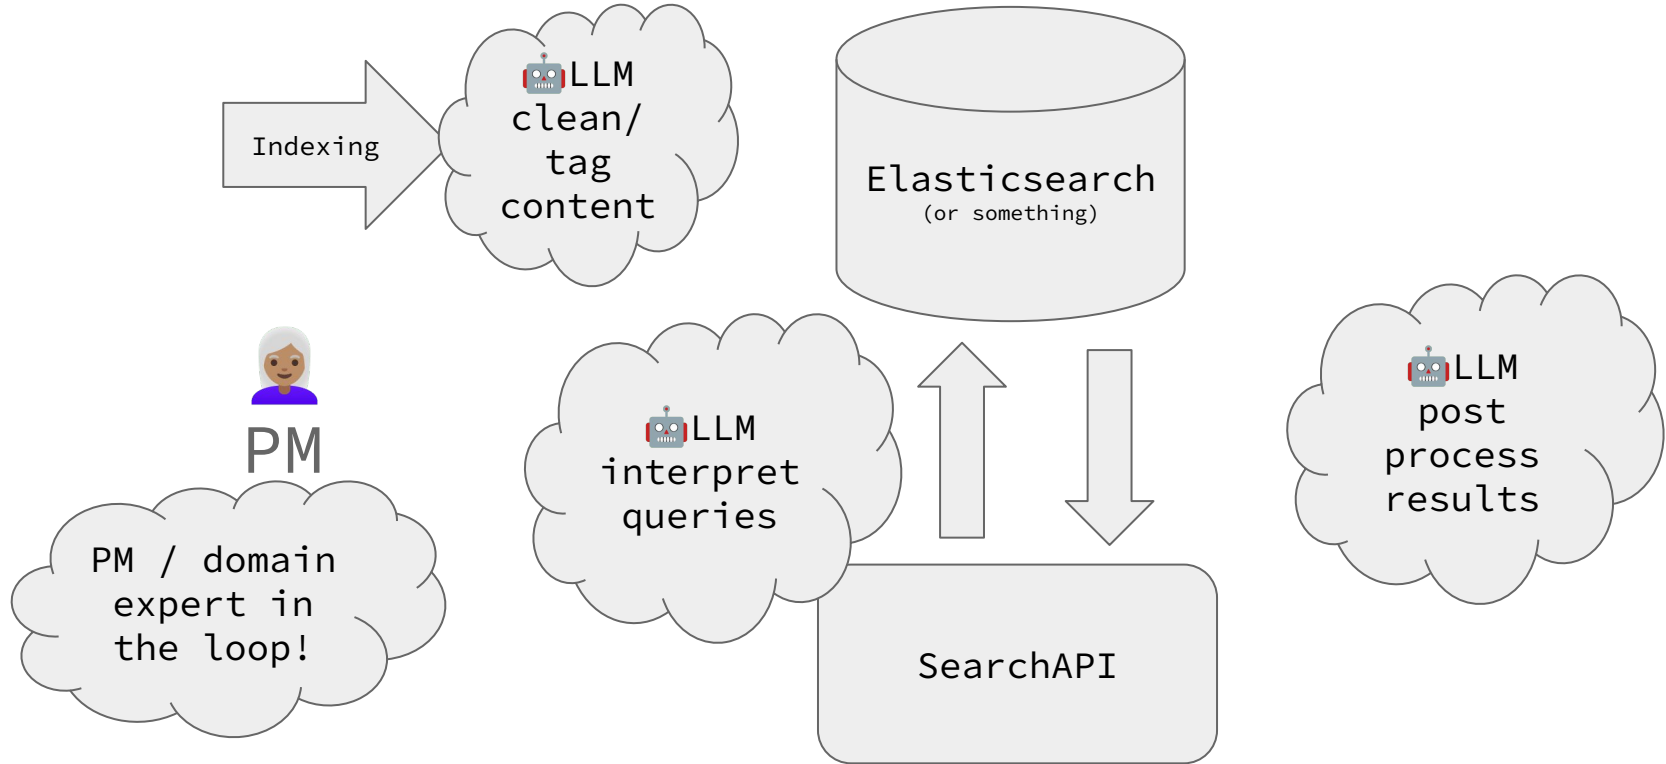 Indexing
🤖LLM
clean/
tag
content
Elasticsearch
(or something)
PM
PM / domain
expert in
the loop!
🤖LLM
interpret
queries
🤖LLM
post
process
results
SearchAPI